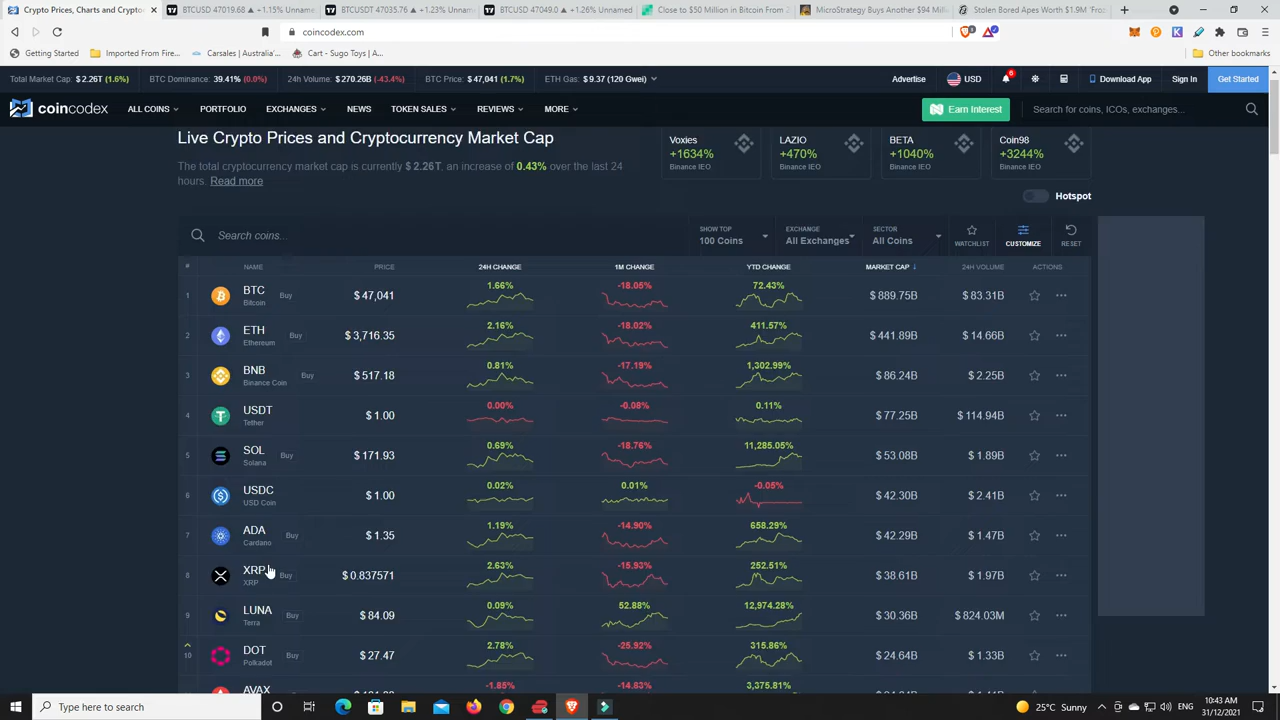 Crypto Prices, Charts and Cryptoc
BTCUSD 47019.68 ▲ +1.15% Unnam
BTCUSDT 47035.76 ▲ +1.23% Unnam
BTCUSD 47049.0 ▲ +1.26% Unnamed
Close to $50 Million in Bitcoin From 2
MicroStrategy Buys Another $94 Mil
Stolen Bored Apes Worth $1.9M 'Froz
coincodex.com
Getting Started
Imported From Fire...
Carsales | Australia'...
Cart - Sugo Toys | A...
Other bookmarks
Total Market Cap: $ 2.26T (1.6%)
BTC Dominance: 39.41% (0.0%)
24h Volume: $ 270.26B (-43.4%)
BTC Price: $ 47,041 (1.7%)
ETH Gas: $ 9.37 (120 Gwei)
Advertise
USD
6
Download App
Sign In
Get Started
coincodex
ALL COINS
PORTFOLIO
EXCHANGES
NEWS
TOKEN SALES
REVIEWS
MORE
Earn Interest
Search for coins, ICOs, exchanges...
Live Crypto Prices and Cryptocurrency Market Cap
The total cryptocurrency market cap is currently $ 2.26T, an increase of 0.43% over the last 24
hours. Read more
Voxies
+1634%
Binance IEO
LAZIO
+470%
Binance IEO
BETA
+1040%
Binance IEO
Coin98
+3244%
Binance IEO
Hotspot
Search coins...
SHOW TOP
100 Coins
EXCHANGE
All Exchanges
SECTOR
All Coins
WATCHLIST
CUSTOMIZE
RESET
# NAME PRICE 24H CHANGE 1M CHANGE YTD CHANGE MARKET CAP ↓ 24H VOLUME ACTIONS
1 BTC Bitcoin Buy $ 47,041 1.66% -18.05% 72.43% $ 889.75B $ 83.31B
2 ETH Ethereum Buy $ 3,716.35 2.16% -18.02% 411.57% $ 441.89B $ 14.66B
3 BNB Binance Coin Buy $ 517.18 0.81% -17.19% 1,302.99% $ 86.24B $ 2.25B
4 USDT Tether $ 1.00 0.00% -0.08% 0.11% $ 77.25B $ 114.94B
5 SOL Solana Buy $ 171.93 0.69% -18.76% 11,285.05% $ 53.08B $ 1.89B
6 USDC USD Coin $ 1.00 0.02% 0.01% -0.05% $ 42.30B $ 2.41B
7 ADA Cardano Buy $ 1.35 1.19% -14.90% 658.29% $ 42.29B $ 1.47B
8 XRP XRP Buy $ 0.837571 2.63% -15.93% 252.51% $ 38.61B $ 1.97B
9 LUNA Terra Buy $ 84.09 0.09% 52.88% 12,974.28% $ 30.36B $ 824.03M
10 DOT Polkadot Buy $ 27.47 2.78% -25.92% 315.86% $ 24.64B $ 1.33B
AVAX -1.85% -14.83% 3,375.81%
Type here to search
25°C Sunny
ENG
10:43 AM
31/12/2021